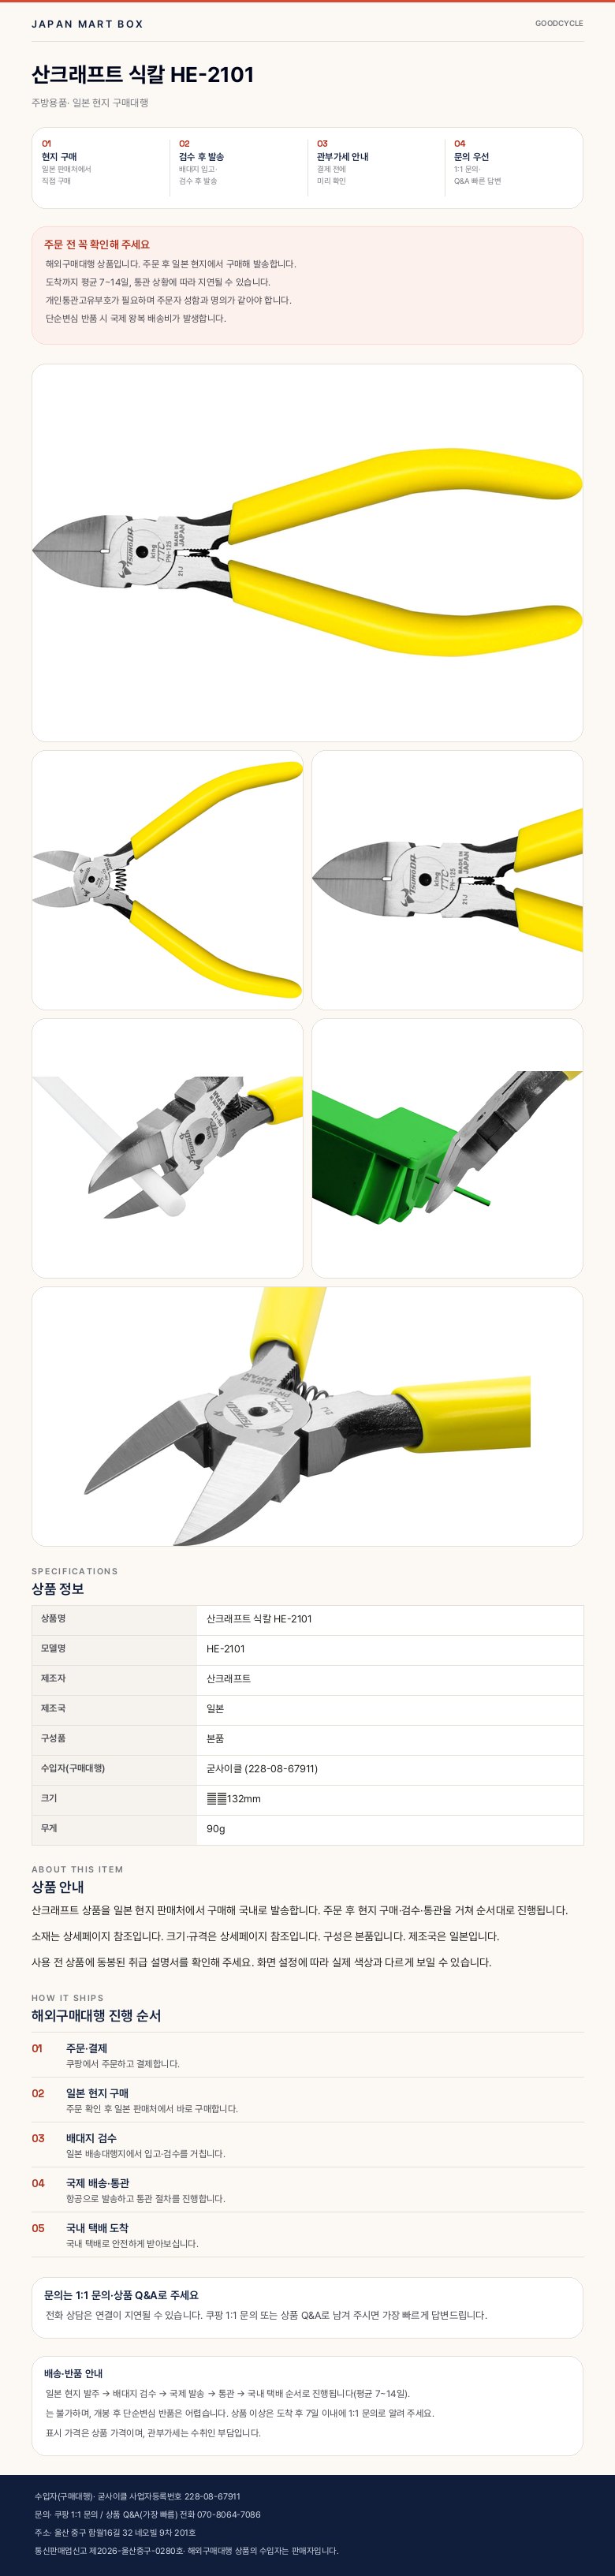 JAPAN MART BOX
GOODCYCLE
산크래프트 식칼 HE-2101
주방용품· 일본 현지 구매대행
01
현지 구매
일본 판매처에서
직접 구매
02
검수 후 발송
배대지 입고·
검수 후 발송
03
관부가세 안내
결제 전에
미리 확인
04
문의 우선
1:1 문의·
Q&A 빠른 답변
주문 전 꼭 확인해 주세요
해외구매대행 상품입니다. 주문 후 일본 현지에서 구매해 발송합니다.
도착까지 평균 7~14일, 통관 상황에 따라 지연될 수 있습니다.
개인통관고유부호가 필요하며 주문자 성함과 명의가 같아야 합니다.
단순변심 반품 시 국제 왕복 배송비가 발생합니다.
TSUNODA
king
TTC
PN-125
MADE IN
JAPAN
21J
TSUNODA
king
TTC
PN-125
MADE IN
JAPAN
21J
SPECIFICATIONS
상품 정보
상품명 산크래프트 식칼 HE-2101
모델명 HE-2101
제조자 산크래프트
제조국 일본
구성품 본품
수입자(구매대행) 굳사이클 (228-08-67911)
크기 132mm
무게 90g
ABOUT THIS ITEM
상품 안내
산크래프트 상품을 일본 현지 판매처에서 구매해 국내로 발송합니다. 주문 후 현지 구매·검수·통관을 거쳐 순서대로 진행됩니다.
소재는 상세페이지 참조입니다. 크기·규격은 상세페이지 참조입니다. 구성은 본품입니다. 제조국은 일본입니다.
사용 전 상품에 동봉된 취급 설명서를 확인해 주세요. 화면 설정에 따라 실제 색상과 다르게 보일 수 있습니다.
HOW IT SHIPS
해외구매대행 진행 순서
01 주문·결제
쿠팡에서 주문하고 결제합니다.
02 일본 현지 구매
주문 확인 후 일본 판매처에서 바로 구매합니다.
03 배대지 검수
일본 배송대행지에서 입고·검수를 거칩니다.
04 국제 배송·통관
항공으로 발송하고 통관 절차를 진행합니다.
05 국내 택배 도착
국내 택배로 안전하게 받아보십니다.
문의는 1:1 문의·상품 Q&A로 주세요
전화 상담은 연결이 지연될 수 있습니다. 쿠팡 1:1 문의 또는 상품 Q&A로 남겨 주시면 가장 빠르게 답변드립니다.
배송·반품 안내
일본 현지 발주 → 배대지 검수 → 국제 발송 → 통관 → 국내 택배 순서로 진행됩니다(평균 7~14일).
는 불가하며, 개봉 후 단순변심 반품은 어렵습니다. 상품 이상은 도착 후 7일 이내에 1:1 문의로 알려 주세요.
표시 가격은 상품 가격이며, 관부가세는 수취인 부담입니다.
수입자(구매대행)· 굳사이클 사업자등록번호 228-08-67911
문의· 쿠팡 1:1 문의 / 상품 Q&A(가장 빠름) 전화 070-8064-7086
주소· 울산 중구 함월16길 32 네오빌 9차 201호
통신판매업신고 제2026-울산중구-0280호· 해외구매대행 상품의 수입자는 판매자입니다.